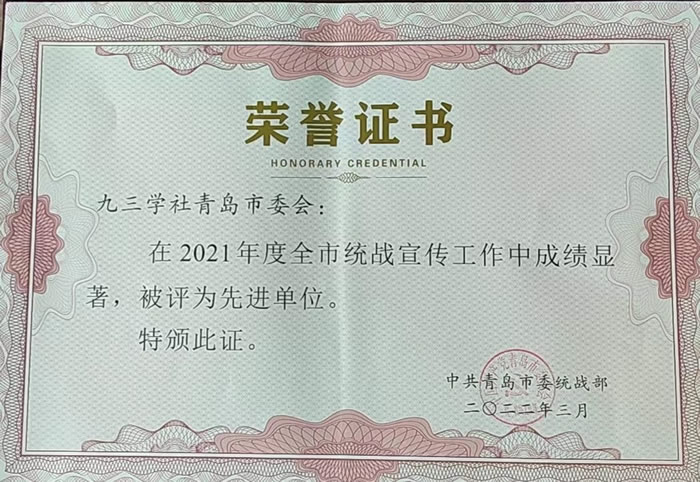 荣誉证书
HONORARY CREDENTIAL
九三学社青岛市委会：
在2021年度全市统战宣传工作中成绩显
著，被评为先进单位。
特颁此证。
中共青岛市委统战部
二〇二二年三月